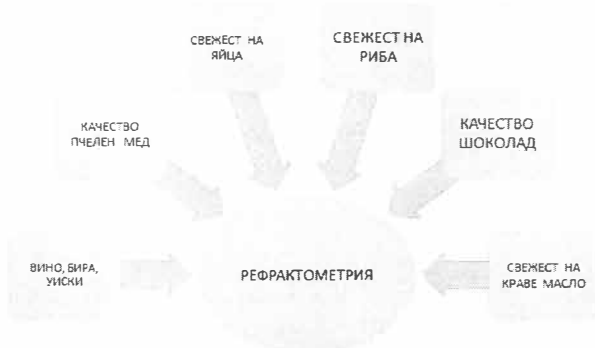 СВЕЖЕСТ НА
ЯЙЦА
СВЕЖЕСТ НА
РИБА
КАЧЕСТВО
ПЧЕЛЕН МЕД
КАЧЕСТВО
ШОКОЛАД
ВИНО, БИРА,
УИСКИ
РЕФРАКТОМЕТРИЯ
СВЕЖЕСТ НА
КРАВЕ МАСЛО